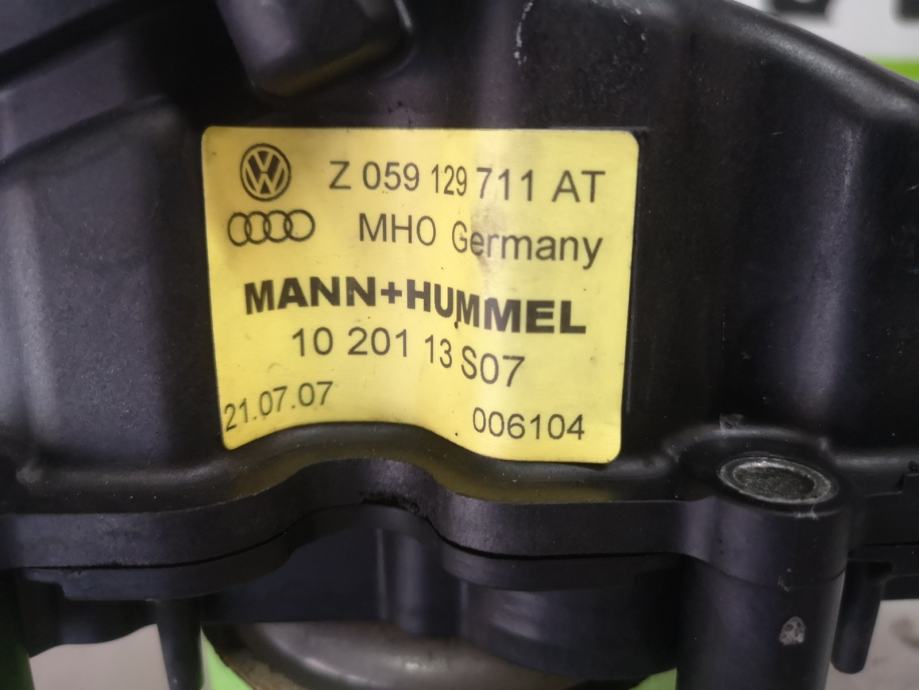 Z 059 129 711 AT
MHO Germany
MANN+HUMMEL
10 201 13 S07
21.07.07
006104